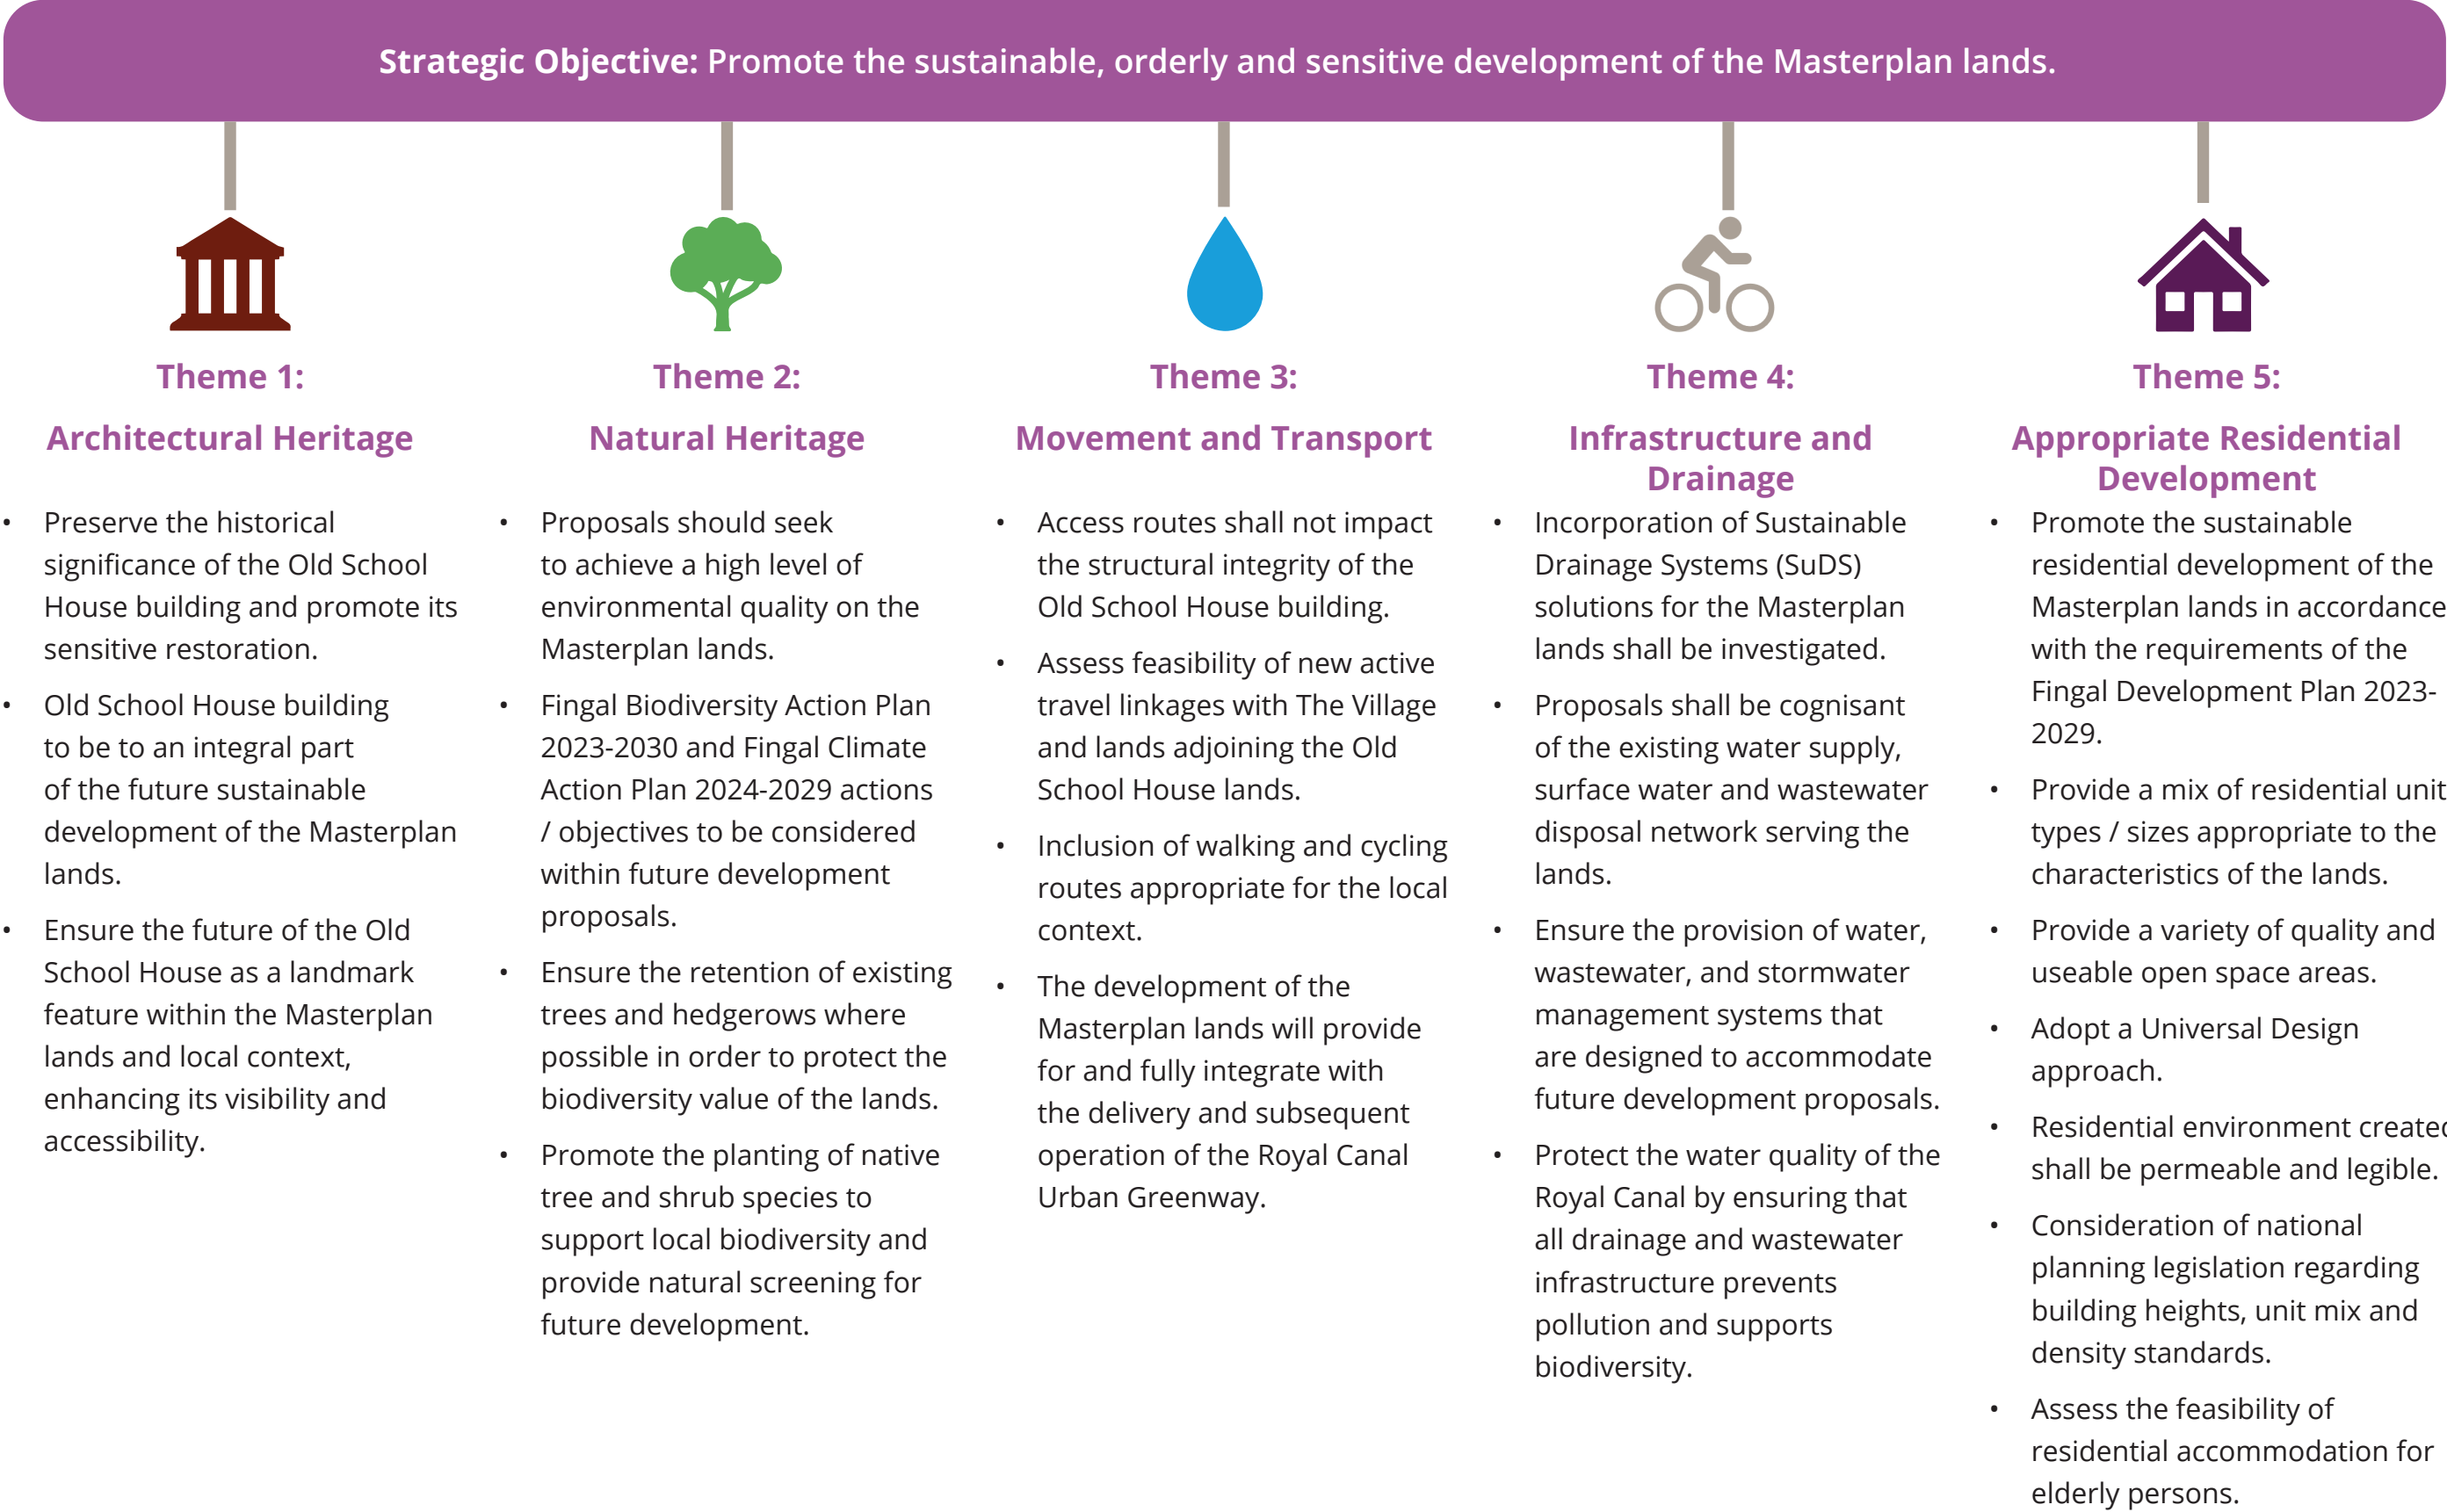 Strategic Objective: Promote the sustainable, orderly and sensitive development of the Masterplan lands.
Theme 1:
Architectural Heritage
• Preserve the historical
significance of the Old School
House building and promote its
sensitive restoration.
• Old School House building
to be to an integral part
of the future sustainable
development of the Masterplan
lands.
• Ensure the future of the Old
School House as a landmark
feature within the Masterplan
lands and local context,
enhancing its visibility and
accessibility.
Theme 2:
Natural Heritage
• Proposals should seek
to achieve a high level of
environmental quality on the
Masterplan lands.
• Fingal Biodiversity Action Plan
2023-2030 and Fingal Climate
Action Plan 2024-2029 actions
/ objectives to be considered
within future development
proposals.
• Ensure the retention of existing
trees and hedgerows where
possible in order to protect the
biodiversity value of the lands.
• Promote the planting of native
tree and shrub species to
support local biodiversity and
provide natural screening for
future development.
Theme 3:
Movement and Transport
• Access routes shall not impact
the structural integrity of the
Old School House building.
• Assess feasibility of new active
travel linkages with The Village
and lands adjoining the Old
School House lands.
• Inclusion of walking and cycling
routes appropriate for the local
context.
• The development of the
Masterplan lands will provide
for and fully integrate with
the delivery and subsequent
operation of the Royal Canal
Urban Greenway.
Theme 4:
Infrastructure and
Drainage
• Incorporation of Sustainable
Drainage Systems (SuDS)
solutions for the Masterplan
lands shall be investigated.
• Proposals shall be cognisant
of the existing water supply,
surface water and wastewater
disposal network serving the
lands.
• Ensure the provision of water,
wastewater, and stormwater
management systems that
are designed to accommodate
future development proposals.
• Protect the water quality of the
Royal Canal by ensuring that
all drainage and wastewater
infrastructure prevents
pollution and supports
biodiversity.
Theme 5:
Appropriate Residential
Development
• Promote the sustainable
residential development of the
Masterplan lands in accordance
with the requirements of the
Fingal Development Plan 2023-
2029.
• Provide a mix of residential unit
types / sizes appropriate to the
characteristics of the lands.
• Provide a variety of quality and
useable open space areas.
• Adopt a Universal Design
approach.
• Residential environment created
shall be permeable and legible.
• Consideration of national
planning legislation regarding
building heights, unit mix and
density standards.
• Assess the feasibility of
residential accommodation for
elderly persons.